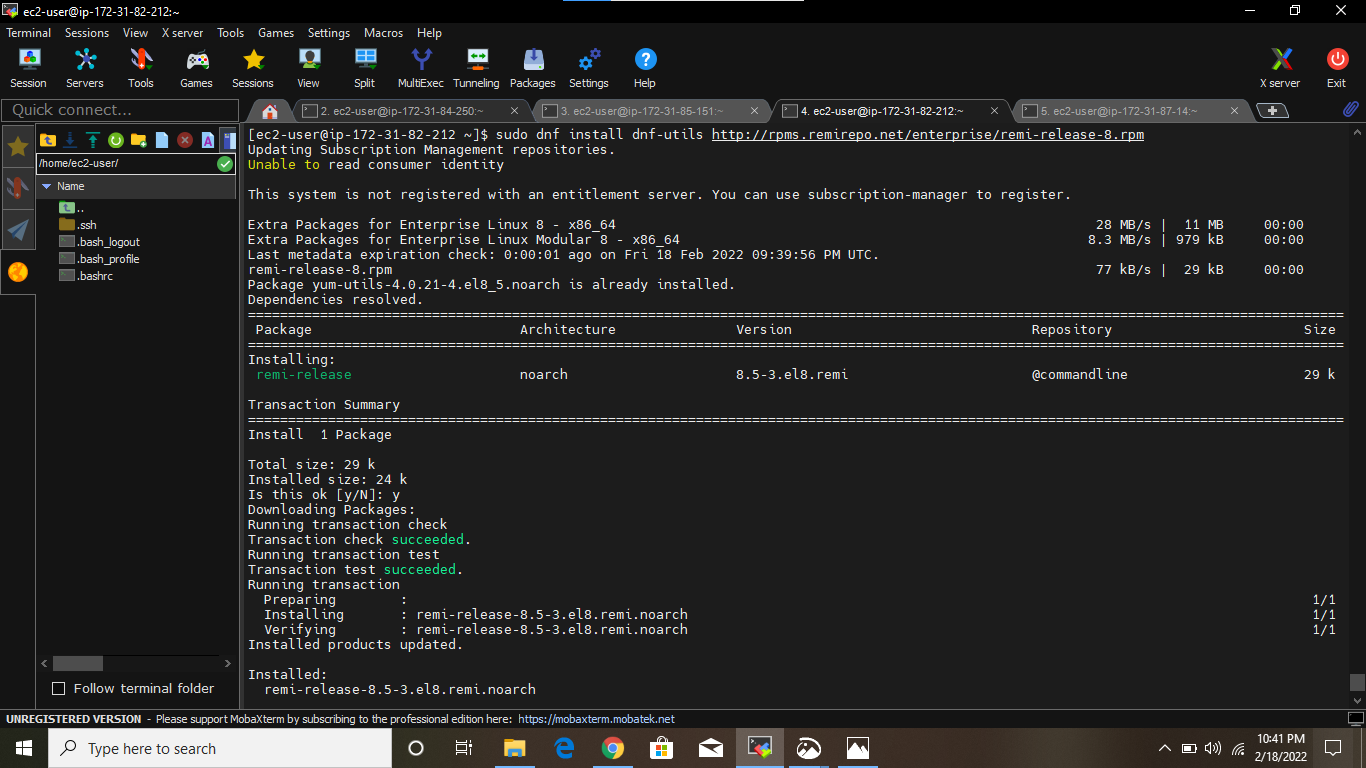 ec2-user@ip-172-31-82-212:~
Terminal Sessions View X server Tools Games Settings Macros Help
Session Servers Tools Games Sessions View Split MultiExec Tunneling Packages Settings Help X server Exit
Quick connect...
2. ec2-user@ip-172-31-84-250:~
3. ec2-user@ip-172-31-85-151:~
4. ec2-user@ip-172-31-82-212:~
5. ec2-user@ip-172-31-87-14:~
/home/ec2-user/
Name
..
.ssh
.bash_logout
.bash_profile
.bashrc
Follow terminal folder
[ec2-user@ip-172-31-82-212 ~]$ sudo dnf install dnf-utils http://rpms.remirepo.net/enterprise/remi-release-8.rpm
Updating Subscription Management repositories.
Unable to read consumer identity
This system is not registered with an entitlement server. You can use subscription-manager to register.
Extra Packages for Enterprise Linux 8 - x86_64 28 MB/s | 11 MB 00:00
Extra Packages for Enterprise Linux Modular 8 - x86_64 8.3 MB/s | 979 kB 00:00
Last metadata expiration check: 0:00:01 ago on Fri 18 Feb 2022 09:39:56 PM UTC.
remi-release-8.rpm 77 kB/s | 29 kB 00:00
Package yum-utils-4.0.21-4.el8_5.noarch is already installed.
Dependencies resolved.
Package Architecture Version Repository Size
Installing:
remi-release noarch 8.5-3.el8.remi @commandline 29 k
Transaction Summary
Install 1 Package
Total size: 29 k
Installed size: 24 k
Is this ok [y/N]: y
Downloading Packages:
Running transaction check
Transaction check succeeded.
Running transaction test
Transaction test succeeded.
Running transaction
Preparing : 1/1
Installing : remi-release-8.5-3.el8.remi.noarch 1/1
Verifying : remi-release-8.5-3.el8.remi.noarch 1/1
Installed products updated.
Installed:
remi-release-8.5-3.el8.remi.noarch
UNREGISTERED VERSION - Please support MobaXterm by subscribing to the professional edition here: https://mobaxterm.mobatek.net
Type here to search
10:41 PM
2/18/2022